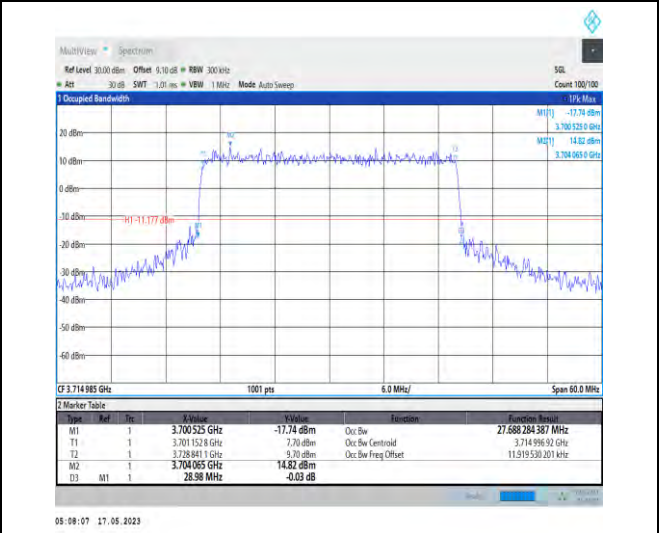 MultiView Spectrum
Ref Level 30.00 dBm Offset 9.10 dB RBW 300 kHz SGL
Att 30 dB SWT 1.01 ms VBW 1 MHz Mode Auto Sweep Count 100/100
1 Occupied Bandwidth 1Pk Max
M1[1] -17.74 dBm
3.700 525 0 GHz
M2[1] 14.82 dBm
3.704 065 0 GHz
20 dBm
M2
10 dBm
0 dBm
-10 dBm
H1 -11.177 dBm
-20 dBm
-30 dBm
-40 dBm
-50 dBm
-60 dBm
CF 3.714 985 GHz 1001 pts 6.0 MHz/ Span 60.0 MHz
2 Marker Table
Type Ref Trc X-Value Y-Value Function Function Result
M1 1 3.700 525 GHz -17.74 dBm Occ Bw 27.688 284 387 MHz
T1 1 3.701 152 8 GHz 7.70 dBm Occ Bw Centroid 3.714 996 92 GHz
T2 1 3.728 841 1 GHz 9.70 dBm Occ Bw Freq Offset 11.919 530 201 kHz
M2 1 3.704 065 GHz 14.82 dBm
D3 M1 1 28.98 MHz -0.03 dB
05:08:07 17.05.2023